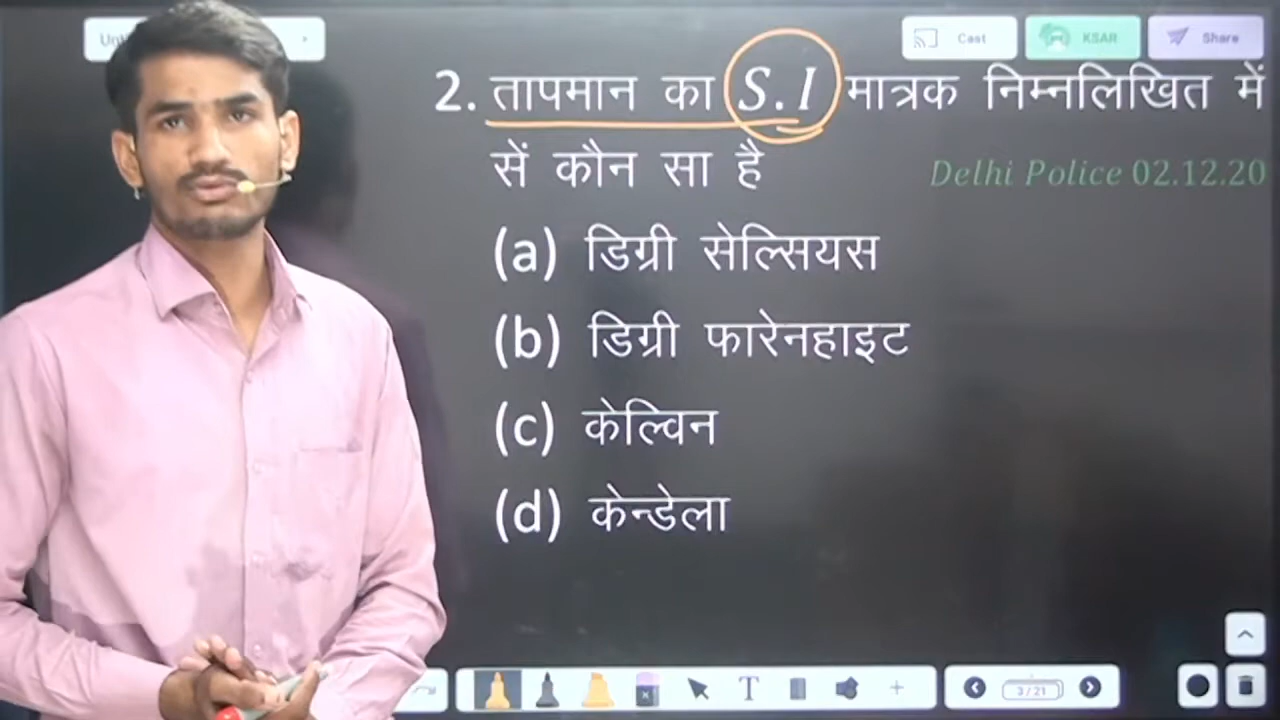 Cast
KSAR
Share
2. तापमान का S.I मात्रक निम्नलिखित में
सें कौन सा है
Delhi Police 02.12.20
(a) डिग्री सेल्सियस
(b) डिग्री फारेनहाइट
(c) केल्विन
(d) केन्डेला
T
3/21